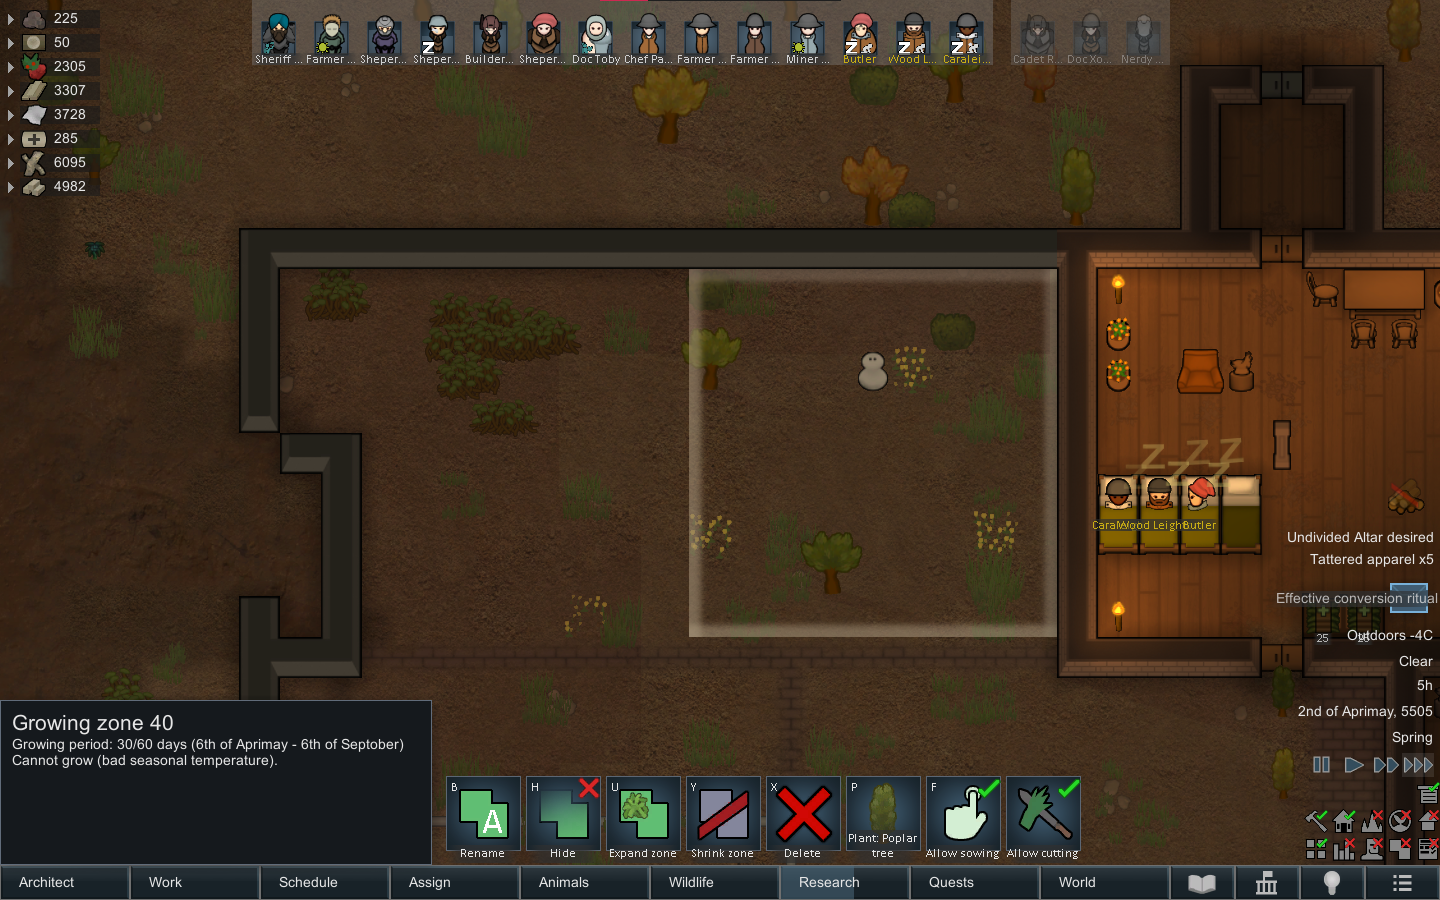 225
50
2305
3307
3728
285
6095
4982
Sheriff ...
Farmer ...
Sheper...
Sheper...
Builder...
Sheper...
Doc Toby
Chef Pa...
Farmer ...
Farmer ...
Miner ...
Butler
Wood L...
Caralei...
Cadet R...
Doc Xo...
Nerdy ...
Wood Leigh
Butler
Undivided Altar desired
Tattered apparel x5
Effective conversion ritual
25
Outdoors -4C
Clear
5h
2nd of Aprimay, 5505
Spring
Growing zone 40
Growing period: 30/60 days (6th of Aprimay - 6th of Septober)
Cannot grow (bad seasonal temperature).
B
H
U
Y
X
P
F
A
Rename
Hide
Expand zone
Shrink zone
Delete
Plant: Poplar
tree
Allow sowing
Allow cutting
Architect
Work
Schedule
Assign
Animals
Wildlife
Research
Quests
World